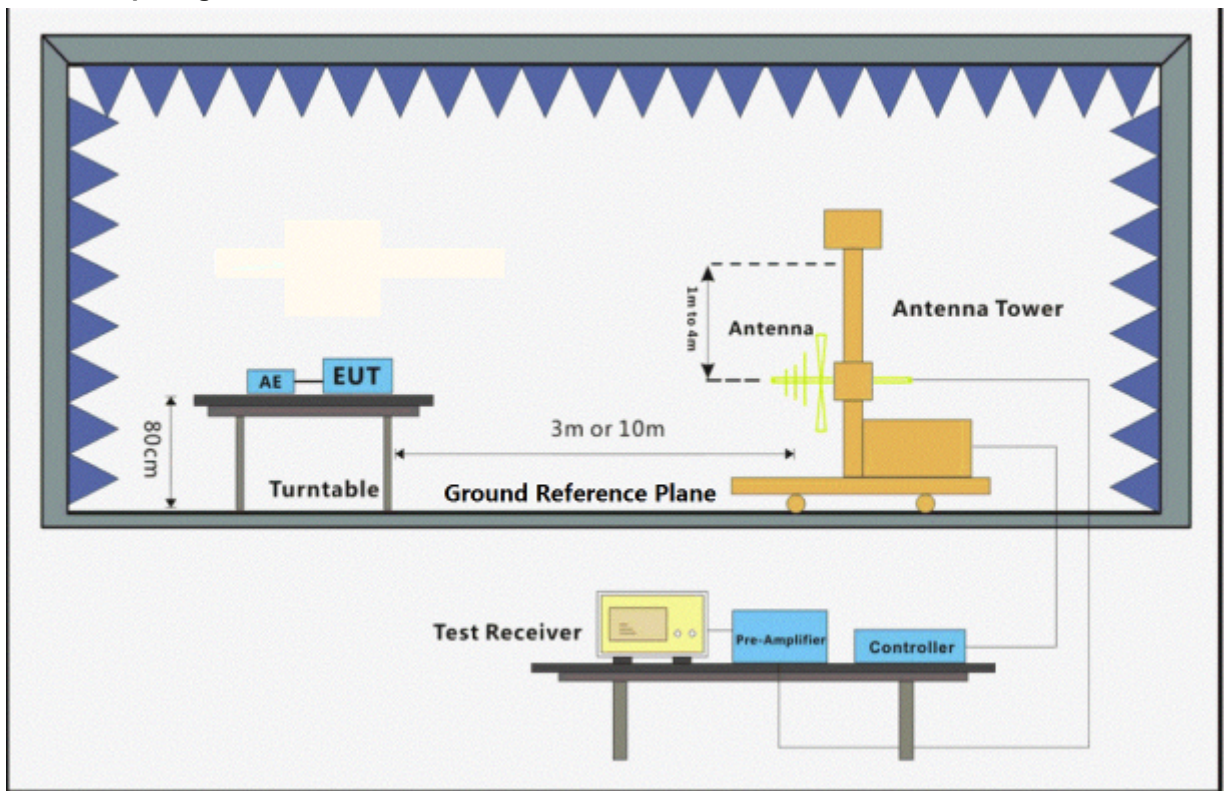 1m to 4m
Antenna
Antenna Tower
AE
EUT
80cm
3m or 10m
Turntable
Ground Reference Plane
Test Receiver
Pre-Amplifier
Controller